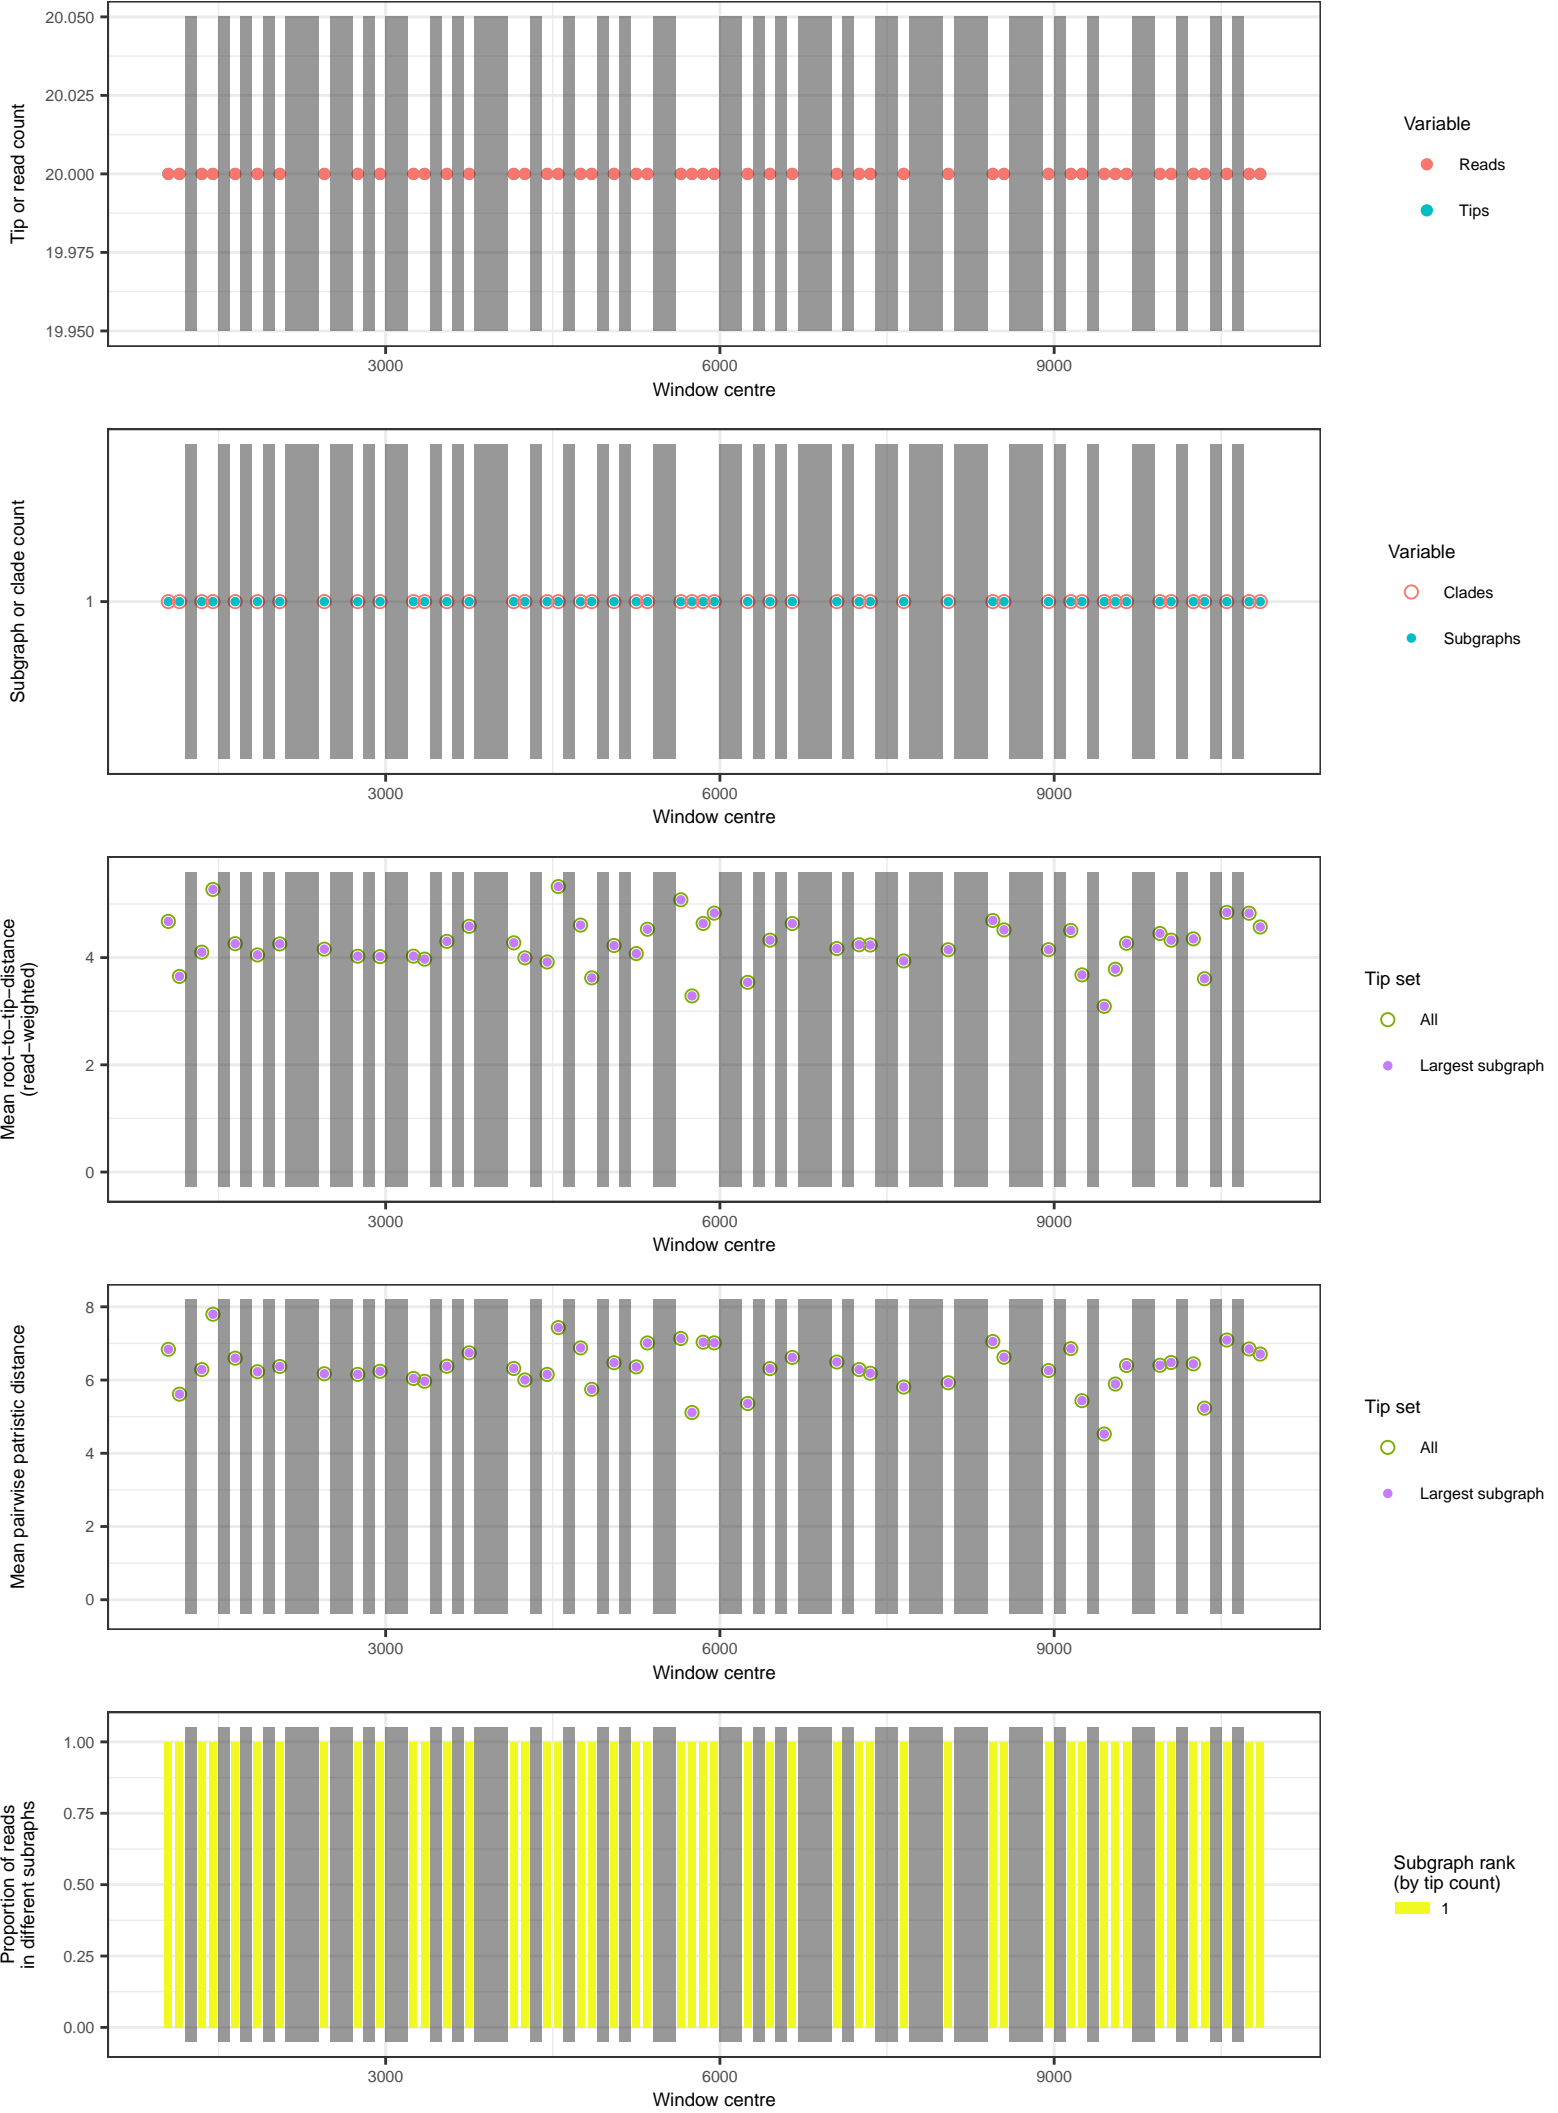 20.050
20.025
20.000
19.975
19.950
Tip or read count
3000
6000
9000
Window centre
Variable
Reads
Tips
1
Subgraph or clade count
3000
6000
9000
Window centre
Variable
Clades
Subgraphs
4
2
0
Mean root−to−tip−distance
(read−weighted)
3000
6000
9000
Window centre
Tip set
All
Largest subgraph
8
6
4
2
0
Mean pairwise patristic distance
3000
6000
9000
Window centre
Tip set
All
Largest subgraph
1.00
0.75
0.50
0.25
0.00
Proportion of reads
in different subraphs
3000
6000
9000
Window centre
Subgraph rank
(by tip count)
1